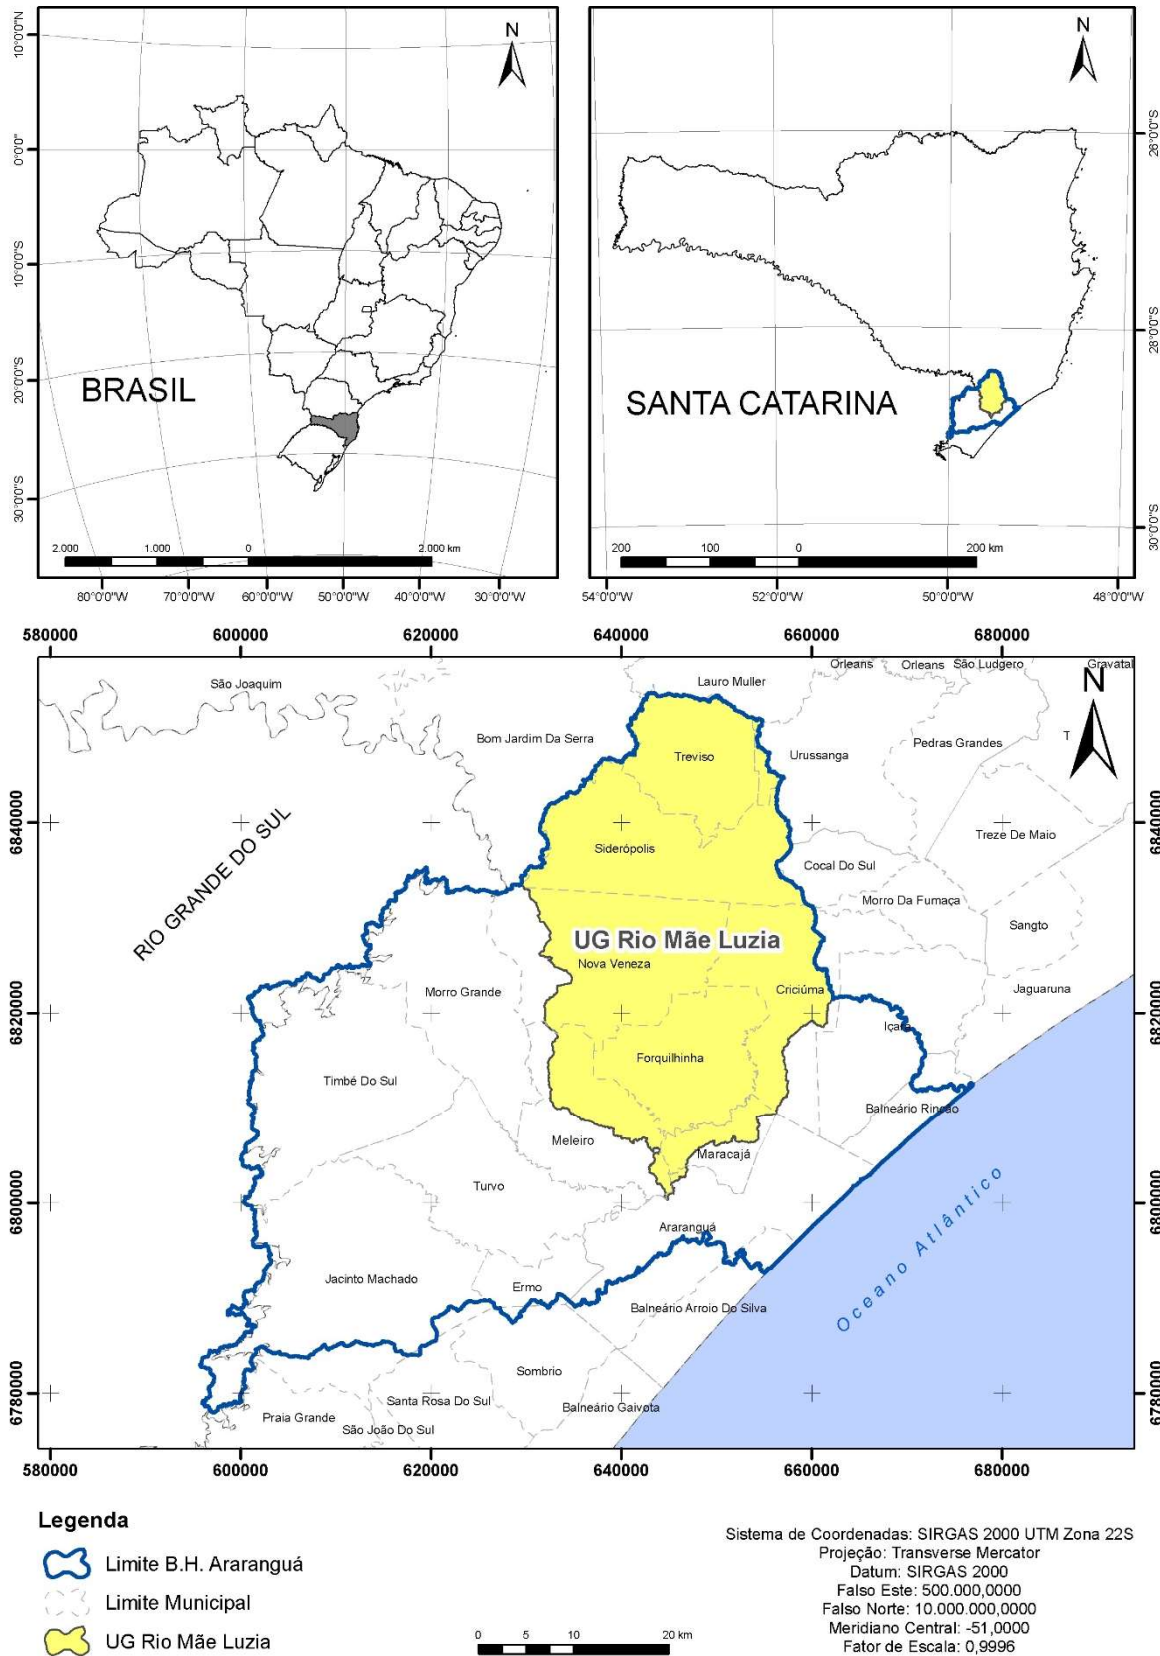 N
N
10°0'0"N
0°0'0"
10°0'0"S
20°0'0"S
30°0'0"S
BRASIL
2.000 1.000 0 2.000 km
80°0'0"W 70°0'0"W 60°0'0"W 50°0'0"W 40°0'0"W 30°0'0"W
26°0'0"S
28°0'0"S
30°0'0"S
SANTA CATARINA
200 100 0 200 km
54°0'0"W 52°0'0"W 50°0'0"W 48°0'0"W
580000 600000 620000 640000 660000 680000
Orleans Orleans São Ludgero Gravatal
São Joaquim Lauro Muller
N
Bom Jardim Da Serra Treviso Urussanga Pedras Grandes T
6840000 6840000
Siderópolis Treze De Maio
RIO GRANDE DO SUL
Cocal Do Sul
Morro Da Fumaça
Sangto
UG Rio Mãe Luzia
Nova Veneza
Morro Grande Criciúma Jaguaruna
6820000 6820000
Içara
Forquilhinha
Timbé Do Sul
Balneário Rincão
Meleiro
Maracajá
Turvo
6800000 6800000
Araranguá
Oceano Atlântico
Jacinto Machado
Ermo
Balneário Arroio Do Silva
Sombrio
6780000 6780000
Santa Rosa Do Sul
Balneário Gaivota
Praia Grande
São João Do Sul
580000 600000 620000 640000 660000 680000
Legenda
Limite B.H. Araranguá
Limite Municipal
UG Rio Mãe Luzia
0 5 10 20 km
Sistema de Coordenadas: SIRGAS 2000 UTM Zona 22S
Projeção: Transverse Mercator
Datum: SIRGAS 2000
Falso Este: 500.000,0000
Falso Norte: 10.000.000,0000
Meridiano Central: -51,0000
Fator de Escala: 0,9996